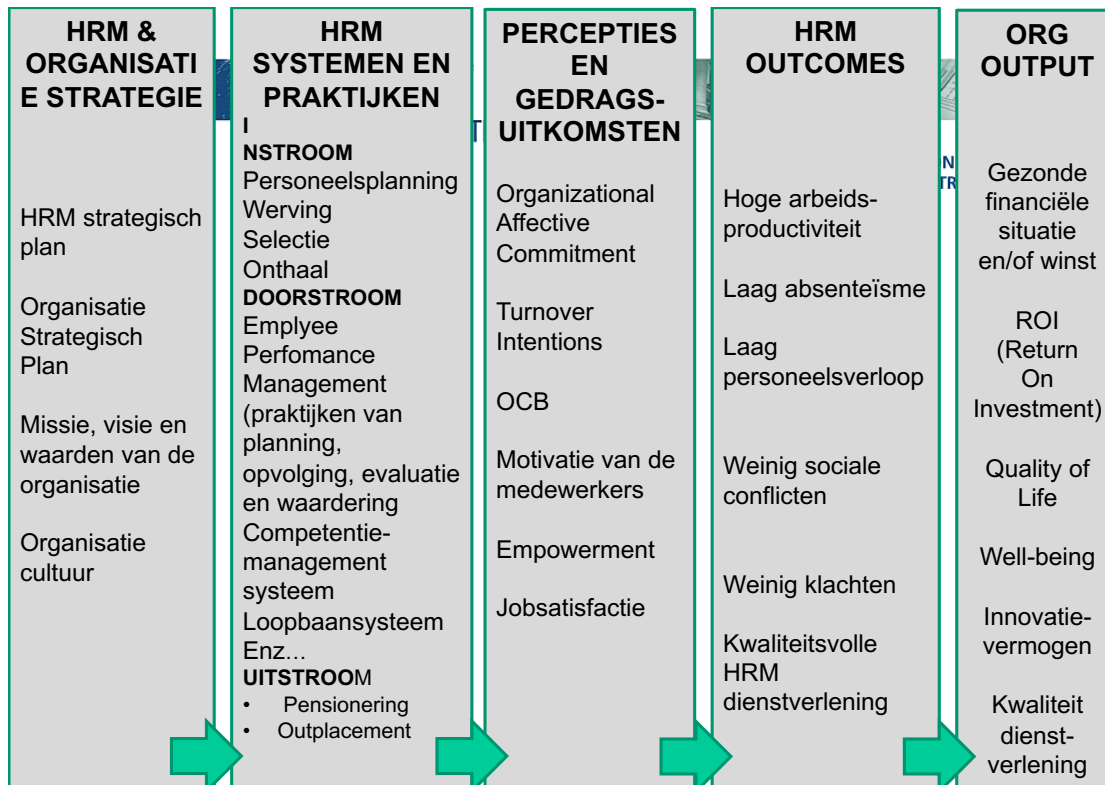 HRM &
ORGANISATI
E STRATEGIE
HRM strategisch
plan
Organisatie
Strategisch
Plan
Missie, visie en
waarden van de
organisatie
Organisatie
cultuur
HRM
SYSTEMEN EN
PRAKTIJKEN
I
NSTROOM
Personeelsplanning
Werving
Selectie
Onthaal
DOORSTROOM
Emplyee
Perfomance
Management
(praktijken van
planning,
opvolging, evaluatie
en waardering
Competentie-
management
systeem
Loopbaansysteem
Enz...
UITSTROOM
• Pensionering
• Outplacement
PERCEPTIES
EN
GEDRAGS-
UITKOMSTEN
Organizational
Affective
Commitment
Turnover
Intentions
OCB
Motivatie van de
medewerkers
Empowerment
Jobsatisfactie
HRM
OUTCOMES
Hoge arbeids-
productiviteit
Laag absenteïsme
Laag
personeelsverloop
Weinig sociale
conflicten
Weinig klachten
Kwaliteitsvolle
HRM
dienstverlening
ORG
OUTPUT
Gezonde
financiële
situatie
en/of winst
ROI
(Return
On
Investment)
Quality of
Life
Well-being
Innovatie-
vermogen
Kwaliteit
dienst-
verlening